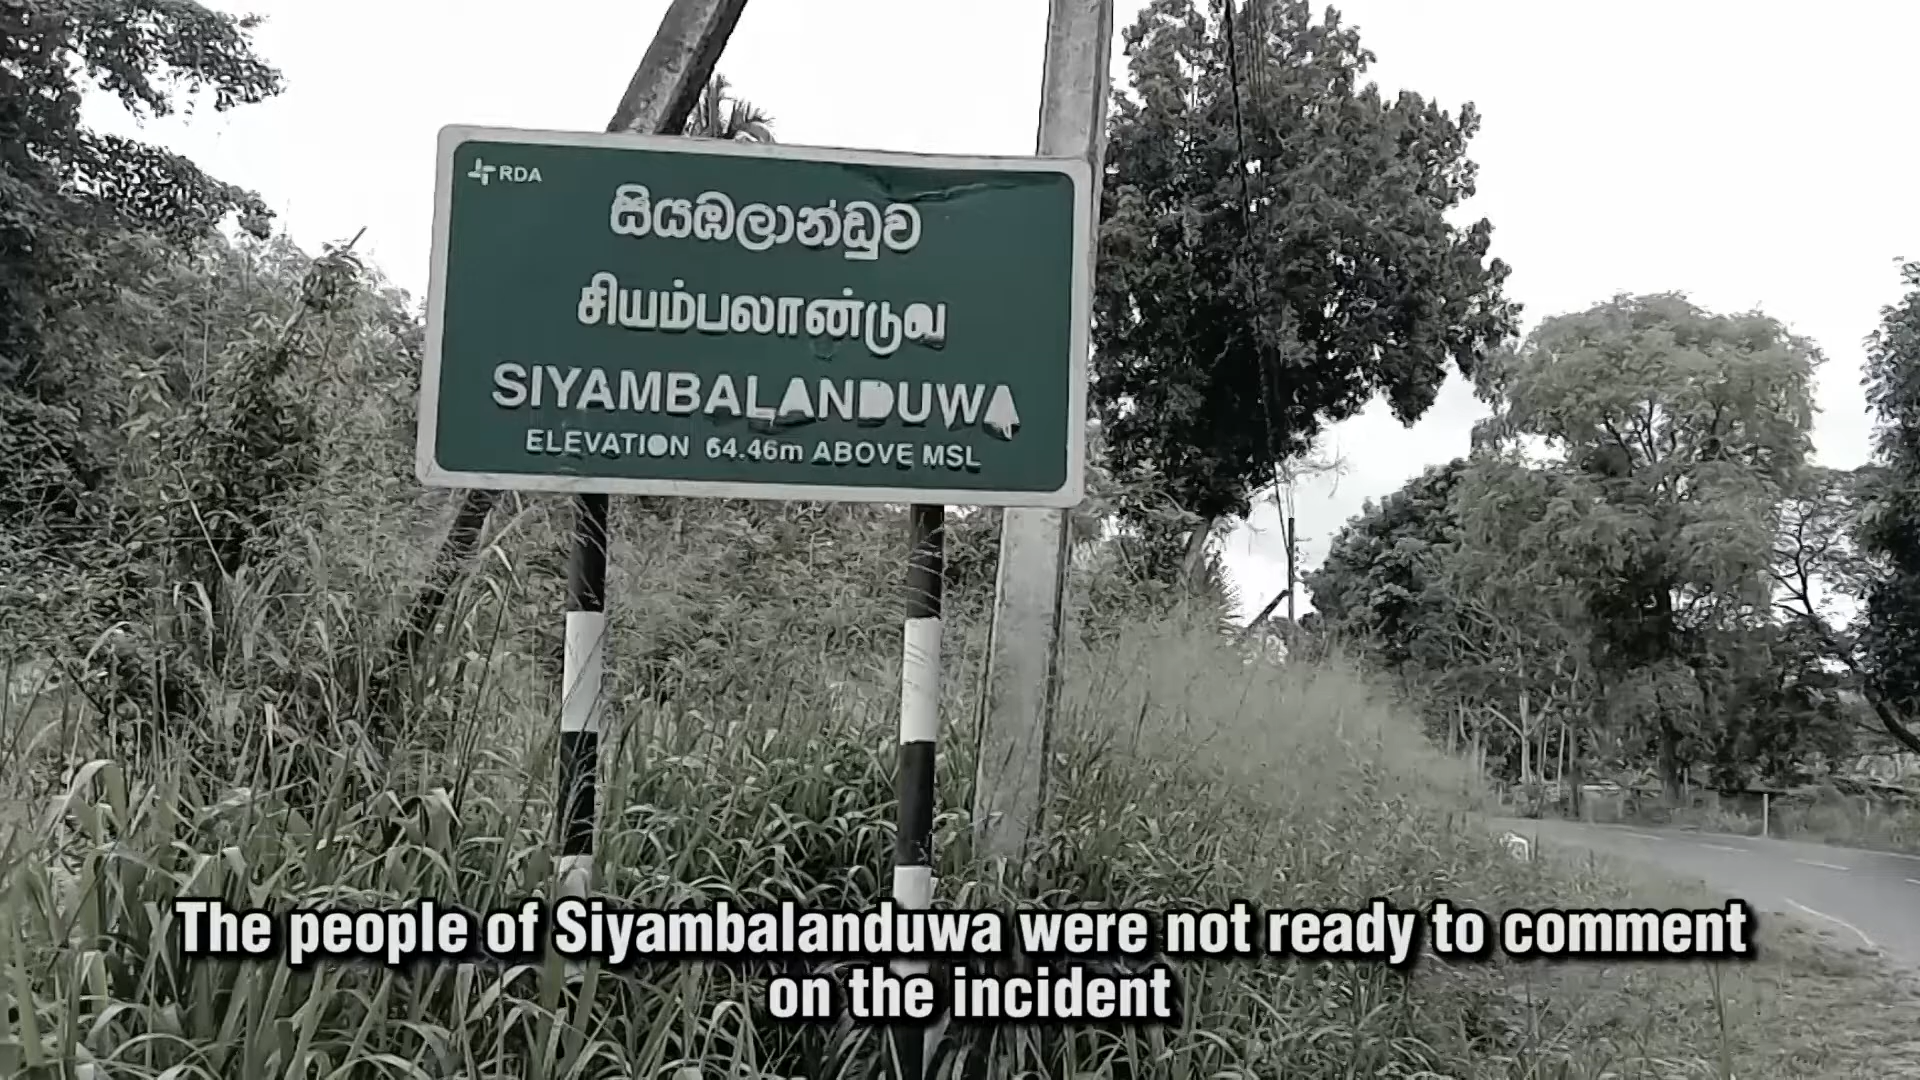 RDA
සියඹලාන්ඩුව
சியம்பலாண்டுவ
SIYAMBALANDUWA
ELEVATION 64.46m ABOVE MSL
The people of Siyambalanduwa were not ready to comment
on the incident